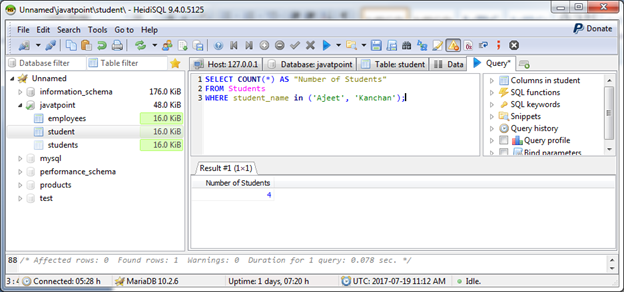 Unnamed\javatpoint\student\ - HeidiSQL 9.4.0.5125
File Edit Search Tools Go to Help
Donate
Database filter Table filter
Host: 127.0.0.1 Database: javatpoint Table: student Data Query*
Unnamed
information_schema 176.0 KiB
javatpoint 48.0 KiB
employees 16.0 KiB
student 16.0 KiB
students 16.0 KiB
mysql
performance_schema
products
test
1 SELECT COUNT(*) AS "Number of Students"
2 FROM Students
3 WHERE student_name in ('Ajeet', 'Kanchan');
Columns in student
SQL functions
SQL keywords
Snippets
Query history
Query profile
Bind parameters
Result #1 (1×1)
Number of Students
4
88 /* Affected rows: 0 Found rows: 1 Warnings: 0 Duration for 1 query: 0.078 sec. */
Connected: 05:28 h MariaDB 10.2.6 Uptime: 1 days, 07:20 h UTC: 2017-07-19 11:12 AM Idle.